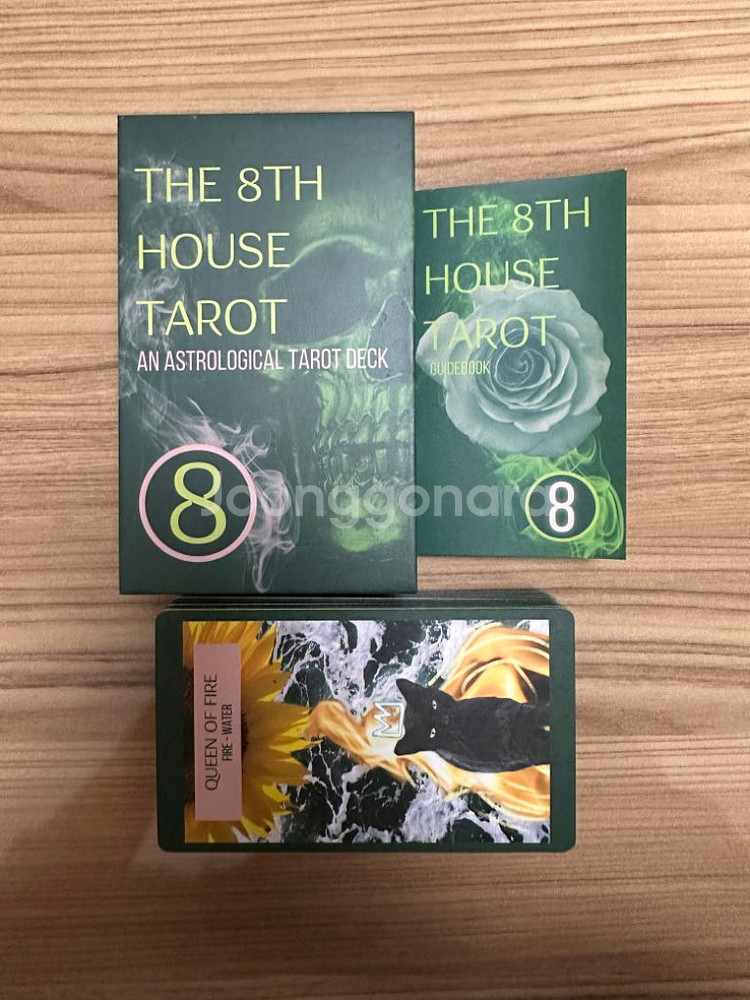 THE 8TH
HOUSE
TAROT
AN ASTROLOGICAL TAROT DECK
8
THE 8TH
HOUSE
TAROT
GUIDEBOOK
8
Joonggonara
QUEEN OF FIRE
FIRE - WATER